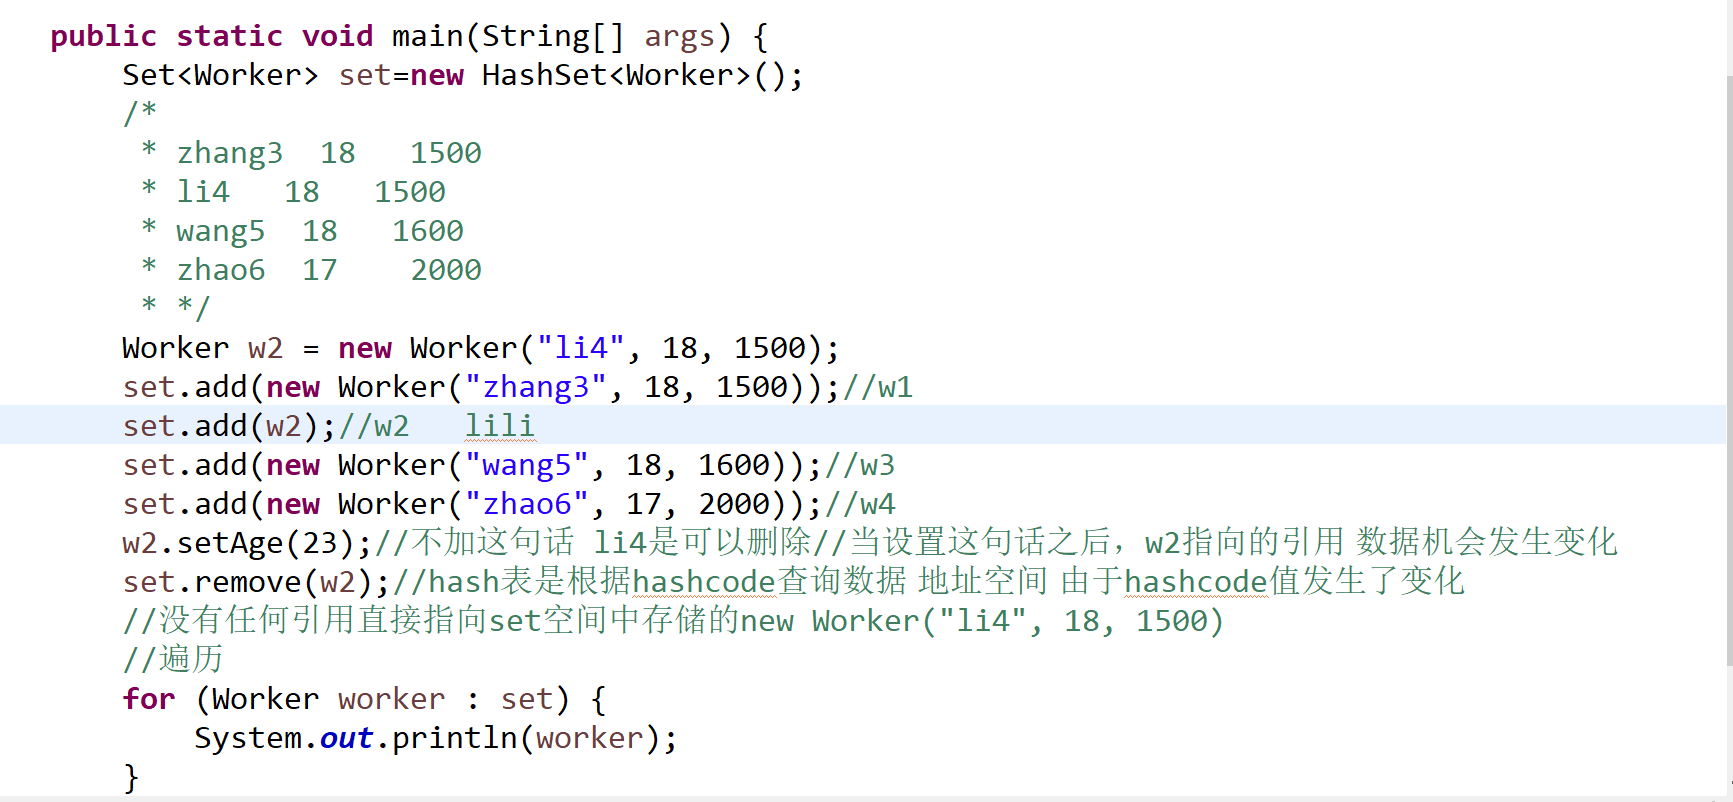 public static void main(String[] args) {
Set<Worker> set=new HashSet<Worker>();
/*
* zhang3 18 1500
* li4 18 1500
* wang5 18 1600
* zhao6 17 2000
* */
Worker w2 = new Worker("li4", 18, 1500);
set.add(new Worker("zhang3", 18, 1500));//w1
set.add(w2);//w2 lili
set.add(new Worker("wang5", 18, 1600));//w3
set.add(new Worker("zhao6", 17, 2000));//w4
w2.setAge(23);//不加这句话 li4是可以删除//当设置这句话之后，w2指向的引用 数据机会发生变化
set.remove(w2);//hash表是根据hashcode查询数据 地址空间 由于hashcode值发生了变化
//没有任何引用直接指向set空间中存储的new Worker("li4", 18, 1500)
//遍历
for (Worker worker : set) {
System.out.println(worker);
}